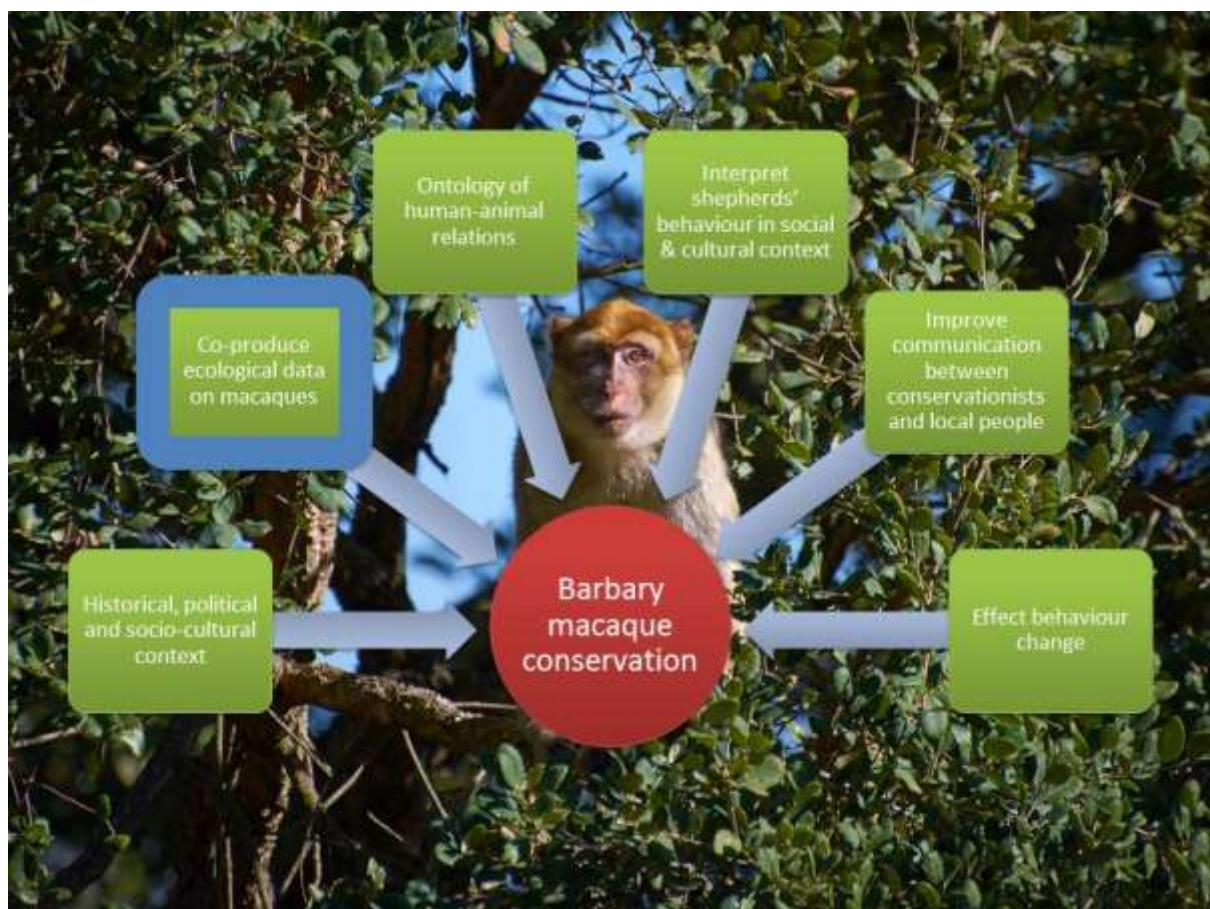 Ontology of
human-animal
relations
Interpret
shepherds'
behaviour in social
& cultural context
Co-produce
ecological data
on macaques
Improve
communication
between
conservationists
and local people
Historical, political
and socio-cultural
context
Barbary
macaque
conservation
Effect behaviour
change